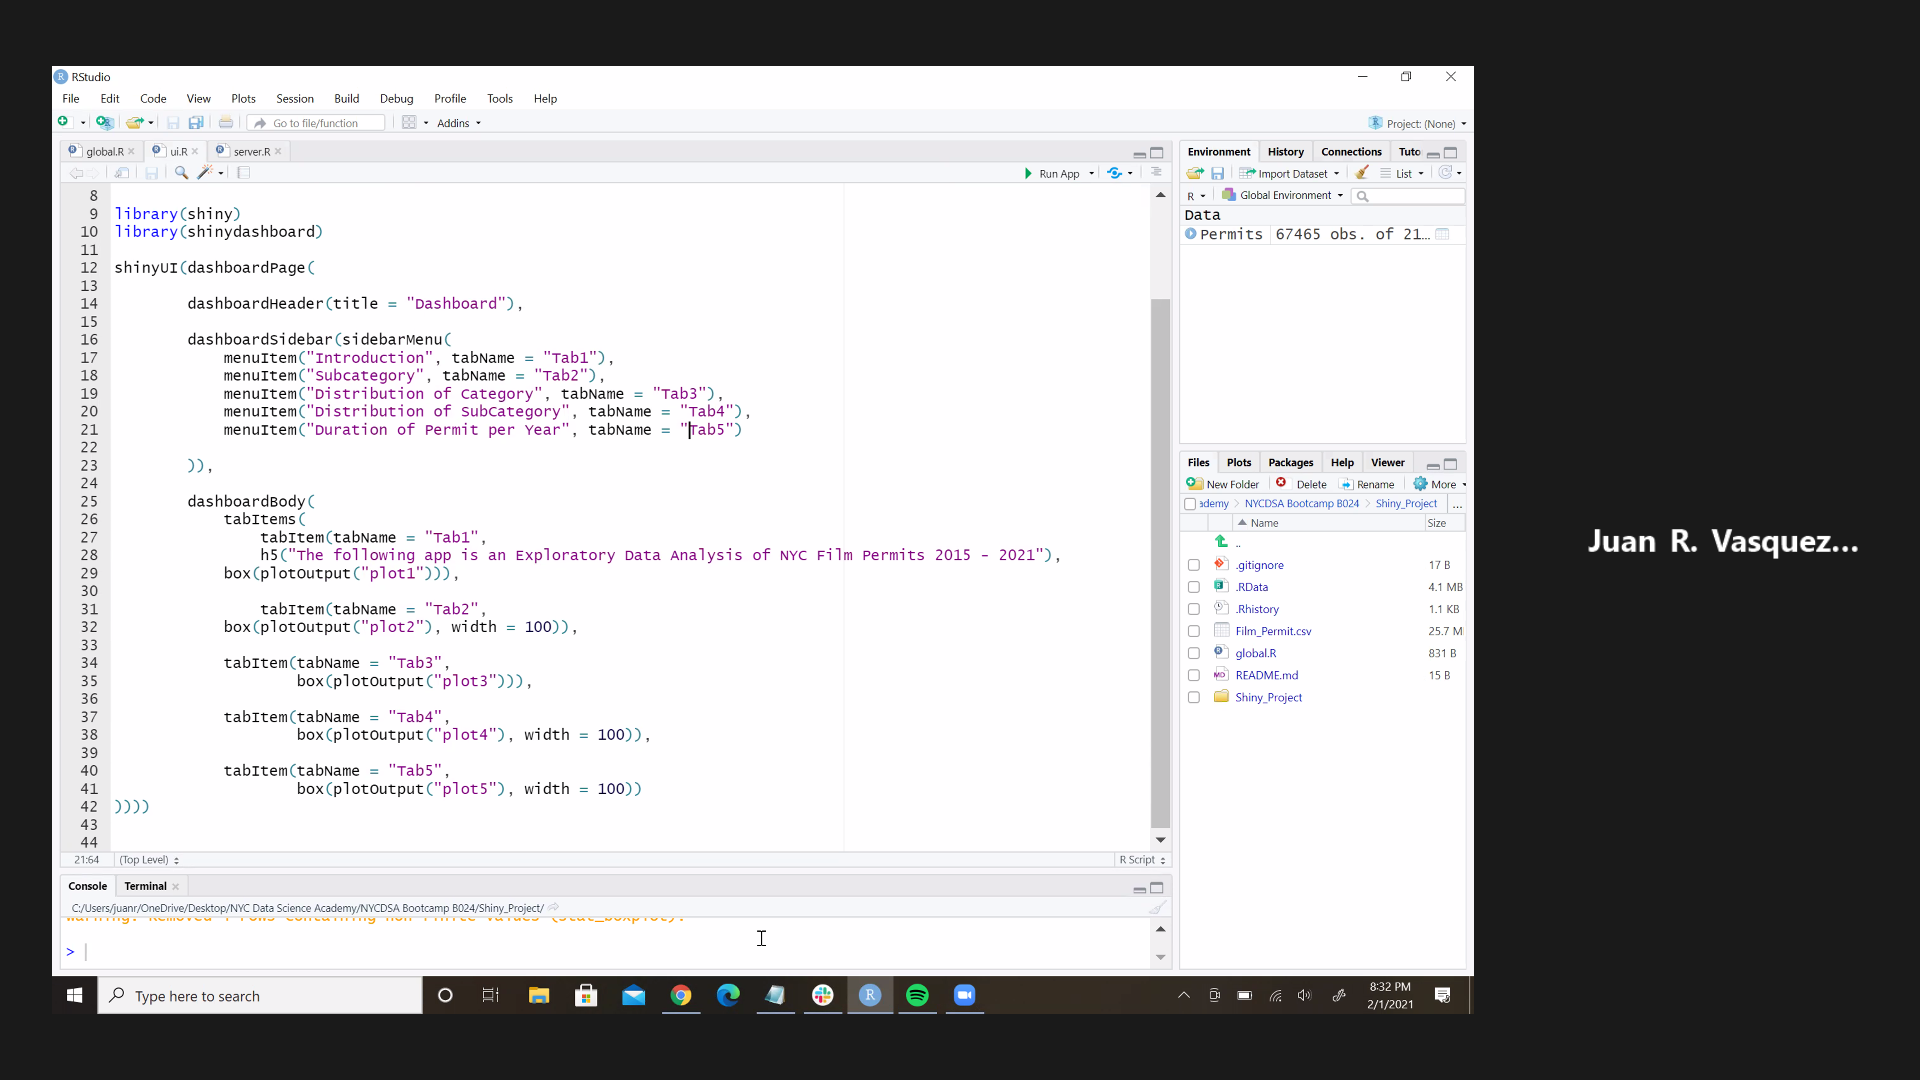 RStudio
File Edit Code View Plots Session Build Debug Profile Tools Help
Go to file/function Addins Project: (None)
global.R ui.R server.R
Run App
8
9 library(shiny)
10 library(shinydashboard)
11
12 shinyUI(dashboardPage(
13
14 dashboardHeader(title = "Dashboard"),
15
16 dashboardSidebar(sidebarMenu(
17 menuItem("Introduction", tabName = "Tab1"),
18 menuItem("Subcategory", tabName = "Tab2"),
19 menuItem("Distribution of Category", tabName = "Tab3"),
20 menuItem("Distribution of SubCategory", tabName = "Tab4"),
21 menuItem("Duration of Permit per Year", tabName = "Tab5")
22
23 )),
24
25 dashboardBody(
26 tabItems(
27 tabItem(tabName = "Tab1",
28 h5("The following app is an Exploratory Data Analysis of NYC Film Permits 2015 - 2021"),
29 box(plotOutput("plot1"))),
30
31 tabItem(tabName = "Tab2",
32 box(plotOutput("plot2"), width = 100)),
33
34 tabItem(tabName = "Tab3",
35 box(plotOutput("plot3"))),
36
37 tabItem(tabName = "Tab4",
38 box(plotOutput("plot4"), width = 100)),
39
40 tabItem(tabName = "Tab5",
41 box(plotOutput("plot5"), width = 100))
42 ))))
43
44
21:64 (Top Level) R Script
Console Terminal
C:/Users/juanr/OneDrive/Desktop/NYC Data Science Academy/NYCDSA Bootcamp B024/Shiny_Project/
>
Environment History Connections Tuto
Import Dataset List
R Global Environment
Data
Permits 67465 obs. of 21...
Files Plots Packages Help Viewer
New Folder Delete Rename More
ademy NYCDSA Bootcamp B024 Shiny_Project ...
Name Size
..
.gitignore 17 B
.RData 4.1 MB
.Rhistory 1.1 KB
Film_Permit.csv 25.7 M
global.R 831 B
README.md 15 B
Shiny_Project
Juan R. Vasquez...
Type here to search
8:32 PM
2/1/2021